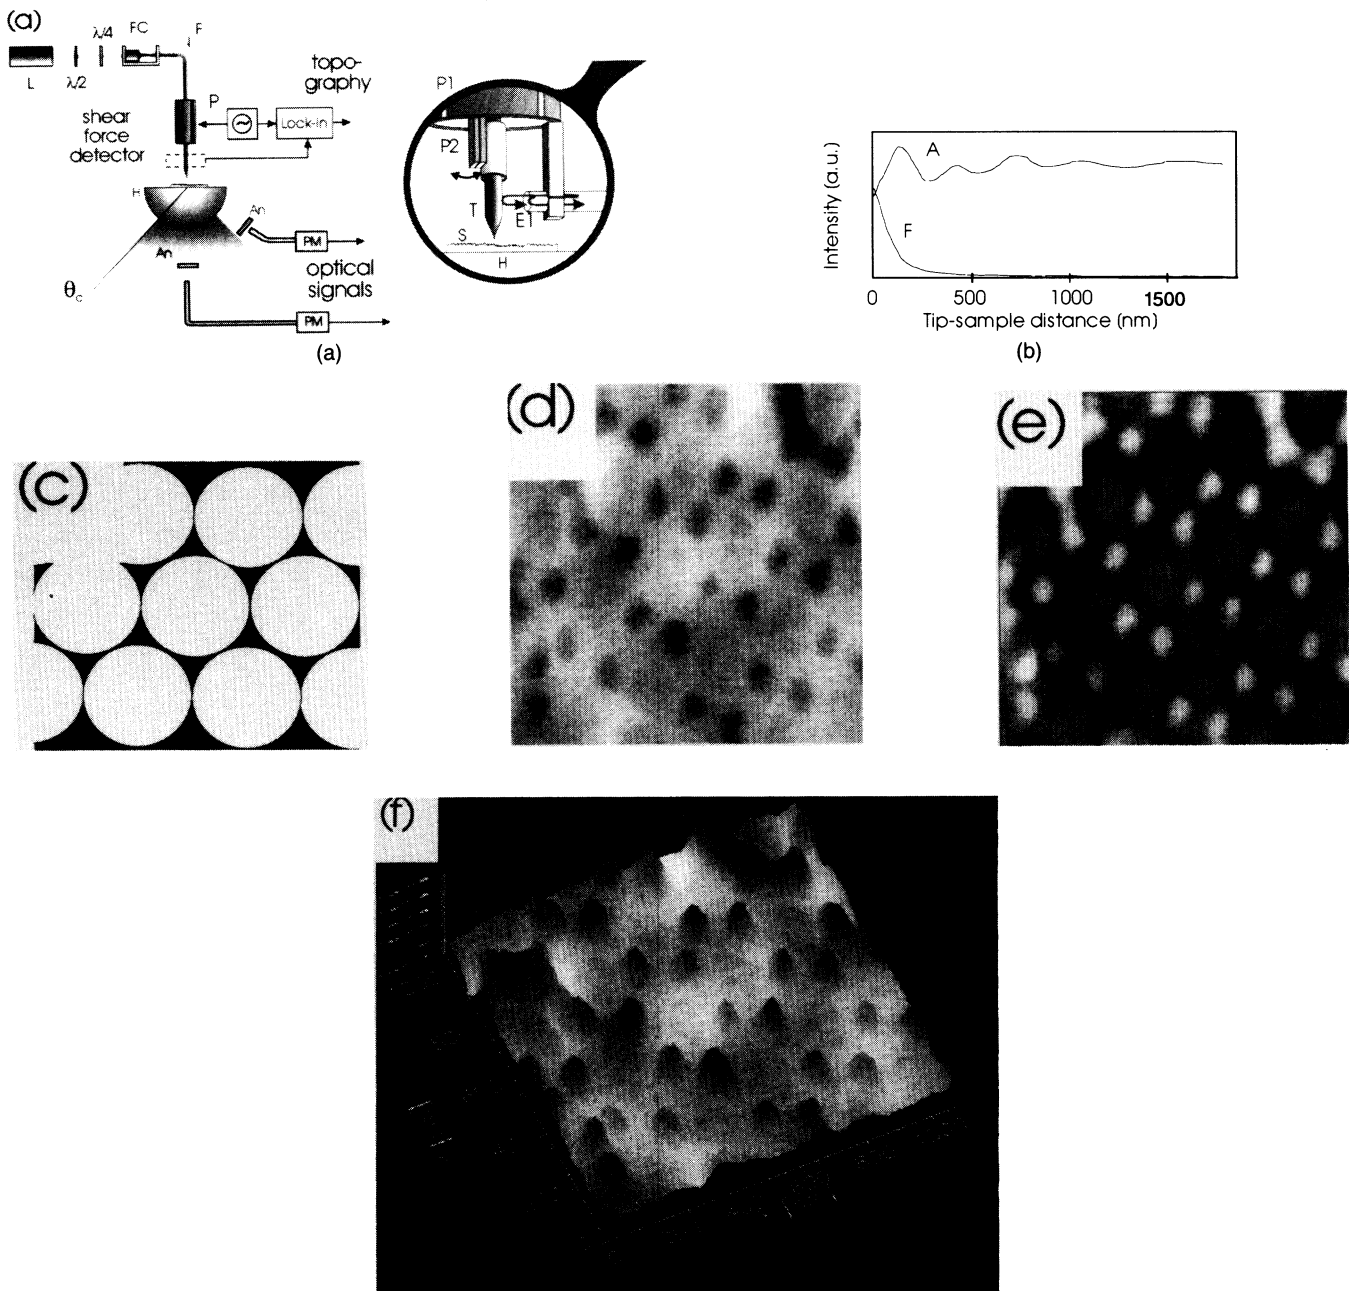 (a)
λ/4
FC
F
L
λ/2
P
topo-
graphy
shear
force
detector
Lock-in
H
An
PM
An
optical
signals
θc
PM
(a)
P1
P2
T
E1
S
H
Intensity (a.u.)
A
F
0
500
1000
1500
Tip-sample distance (nm)
(b)
(c)
(d)
(e)
(f)